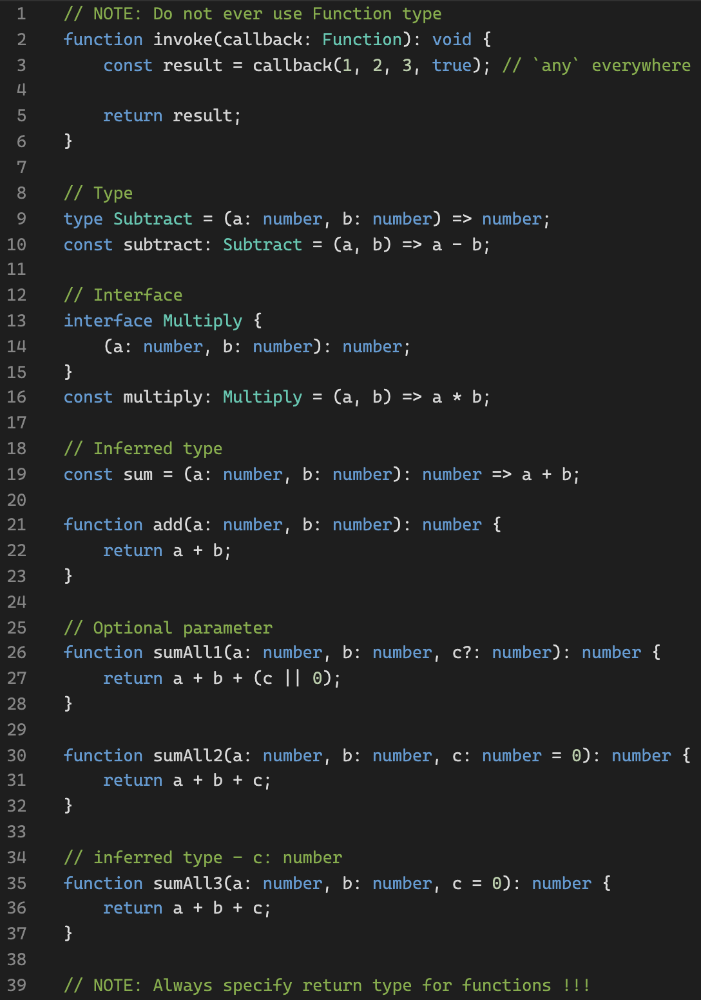 1 // NOTE: Do not ever use Function type
2 function invoke(callback: Function): void {
3     const result = callback(1, 2, 3, true); // `any` everywhere
4
5     return result;
6 }
7
8 // Type
9 type Subtract = (a: number, b: number) => number;
10 const subtract: Subtract = (a, b) => a - b;
11
12 // Interface
13 interface Multiply {
14     (a: number, b: number): number;
15 }
16 const multiply: Multiply = (a, b) => a * b;
17
18 // Inferred type
19 const sum = (a: number, b: number): number => a + b;
20
21 function add(a: number, b: number): number {
22     return a + b;
23 }
24
25 // Optional parameter
26 function sumAll1(a: number, b: number, c?: number): number {
27     return a + b + (c || 0);
28 }
29
30 function sumAll2(a: number, b: number, c: number = 0): number {
31     return a + b + c;
32 }
33
34 // inferred type - c: number
35 function sumAll3(a: number, b: number, c = 0): number {
36     return a + b + c;
37 }
38
39 // NOTE: Always specify return type for functions !!!